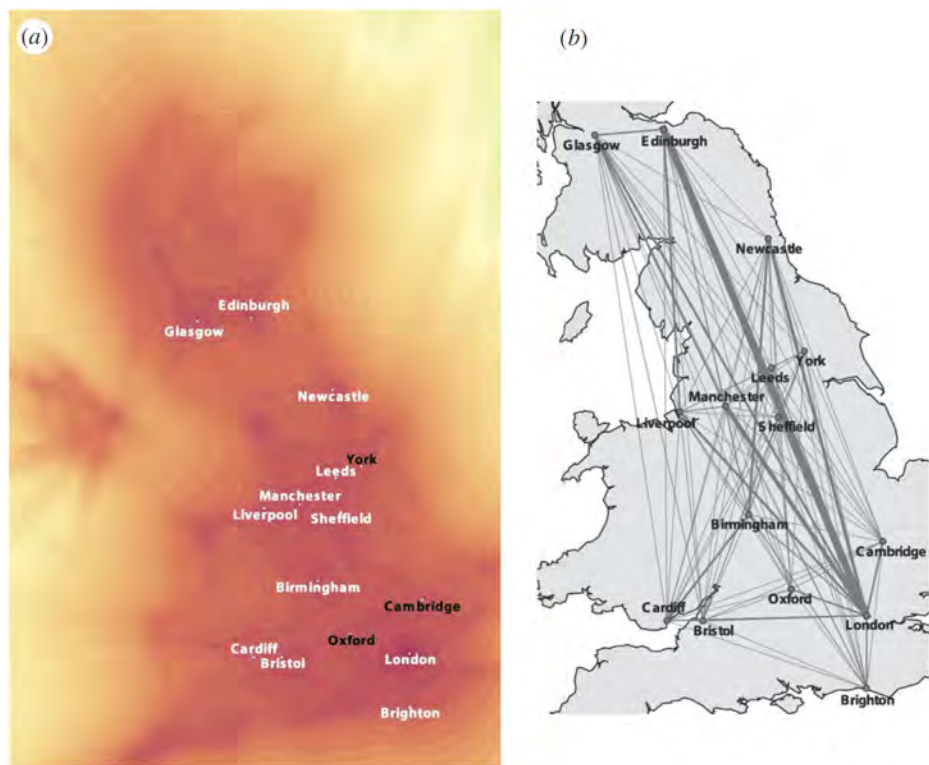 (a)
Edinburgh
Glasgow
Newcastle
York
Leeds
Manchester
Liverpool
Sheffield
Birmingham
Cambridge
Oxford
Cardiff
Bristol
London
Brighton
(b)
Glasgow
Edinburgh
Newcastle
York
Leeds
Manchester
Liverpool
Sheffield
Birmingham
Cambridge
Oxford
Cardiff
Bristol
London
Brighton